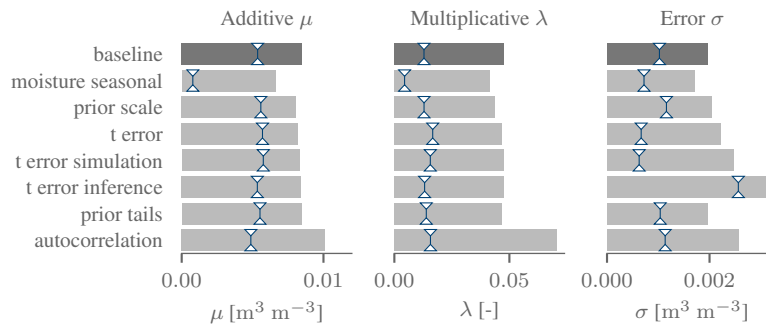 Additive μ Multiplicative λ Error σ
baseline
moisture seasonal
prior scale
t error
t error simulation
t error inference
prior tails
autocorrelation
0.00 0.01 0.00 0.05 0.000 0.002
μ [m³ m⁻³] λ [-] σ [m³ m⁻³]